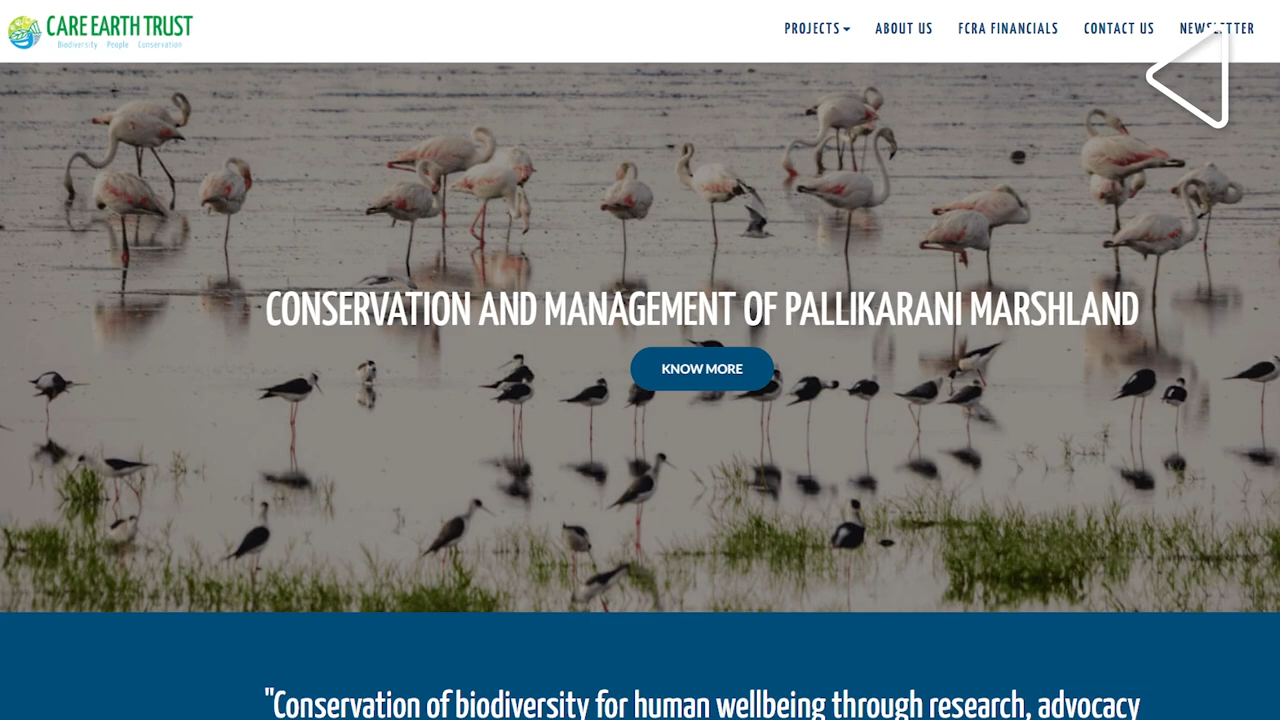 CARE EARTH TRUST
Biodiversity People Conservation
PROJECTS
ABOUT US
FCRA FINANCIALS
CONTACT US
NEWSLETTER
CONSERVATION AND MANAGEMENT OF PALLIKARANI MARSHLAND
KNOW MORE
"Conservation of biodiversity for human wellbeing through research, advocacy